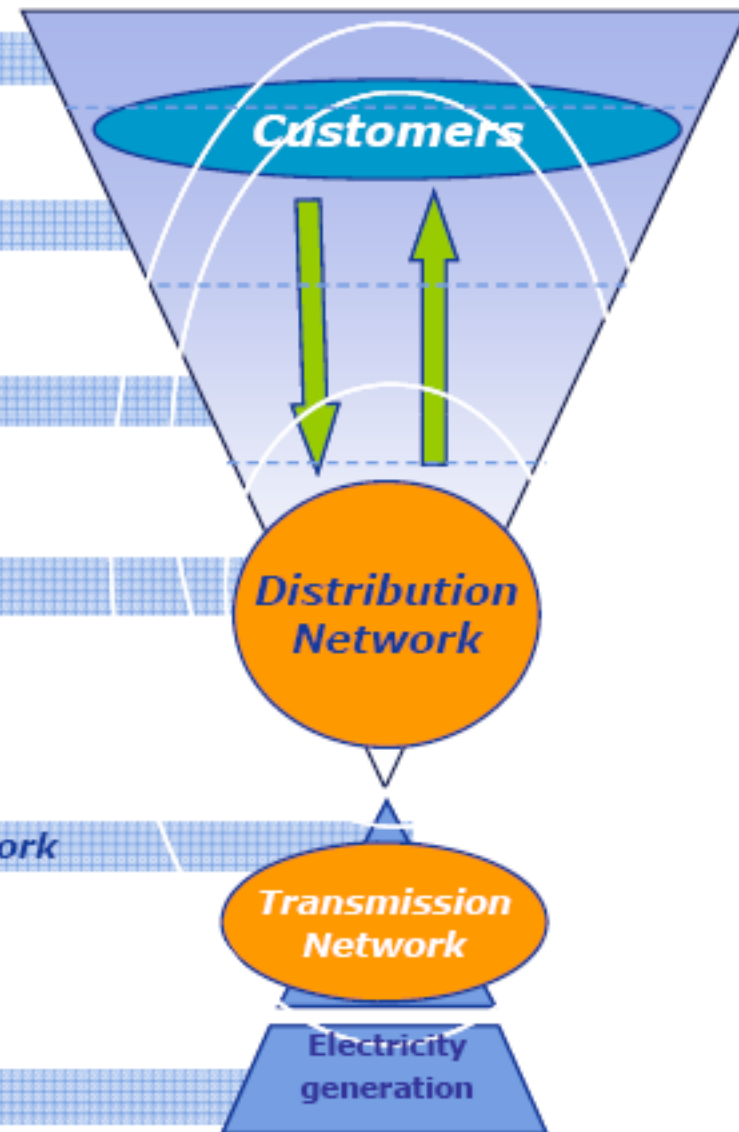 Customers
Distribution
Network
ork
Transmission
Network
Electricity
generation